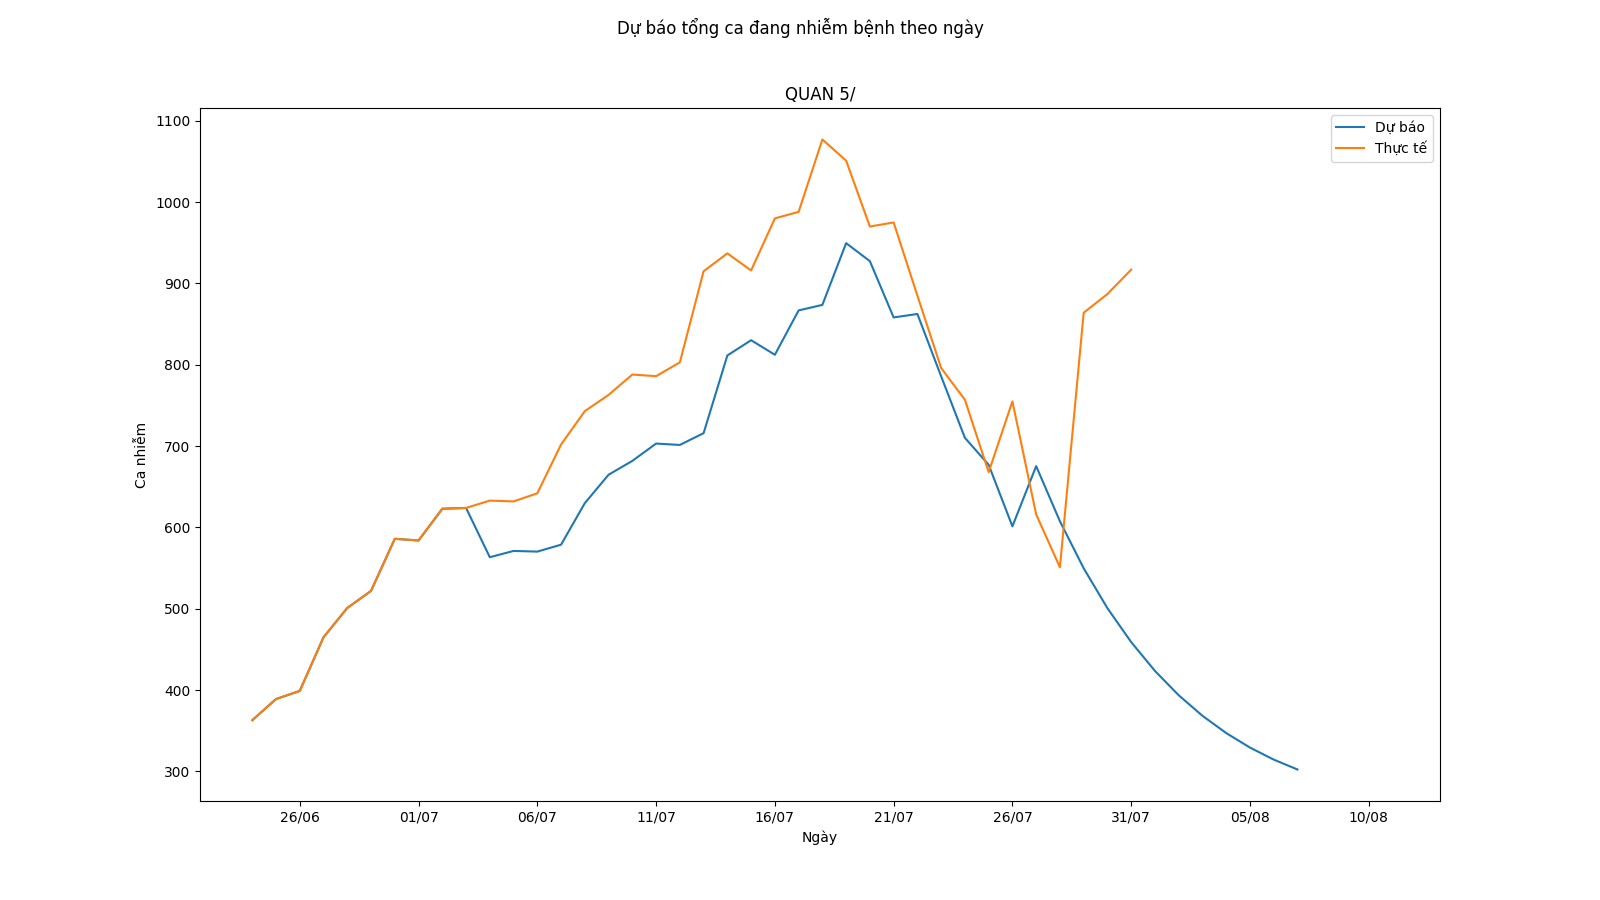 Dự báo tổng ca đang nhiễm bệnh theo ngày
QUAN 5/
Dự báo
Thực tế
1100
1000
900
800
700
600
500
400
300
Ca nhiễm
26/06 01/07 06/07 11/07 16/07 21/07 26/07 31/07 05/08 10/08
Ngày